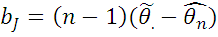 b_J = (n − 1)(θ̃_. − θ̂_n)